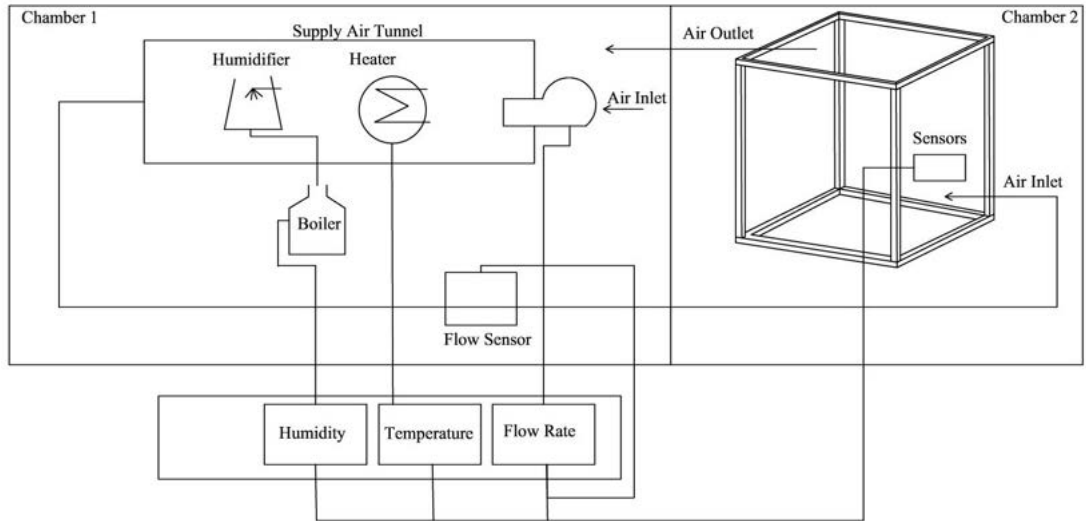 Chamber 1
Chamber 2
Supply Air Tunnel
Air Outlet
Humidifier
Heater
Air Inlet
Sensors
Air Inlet
Boiler
Flow Sensor
Humidity
Temperature
Flow Rate